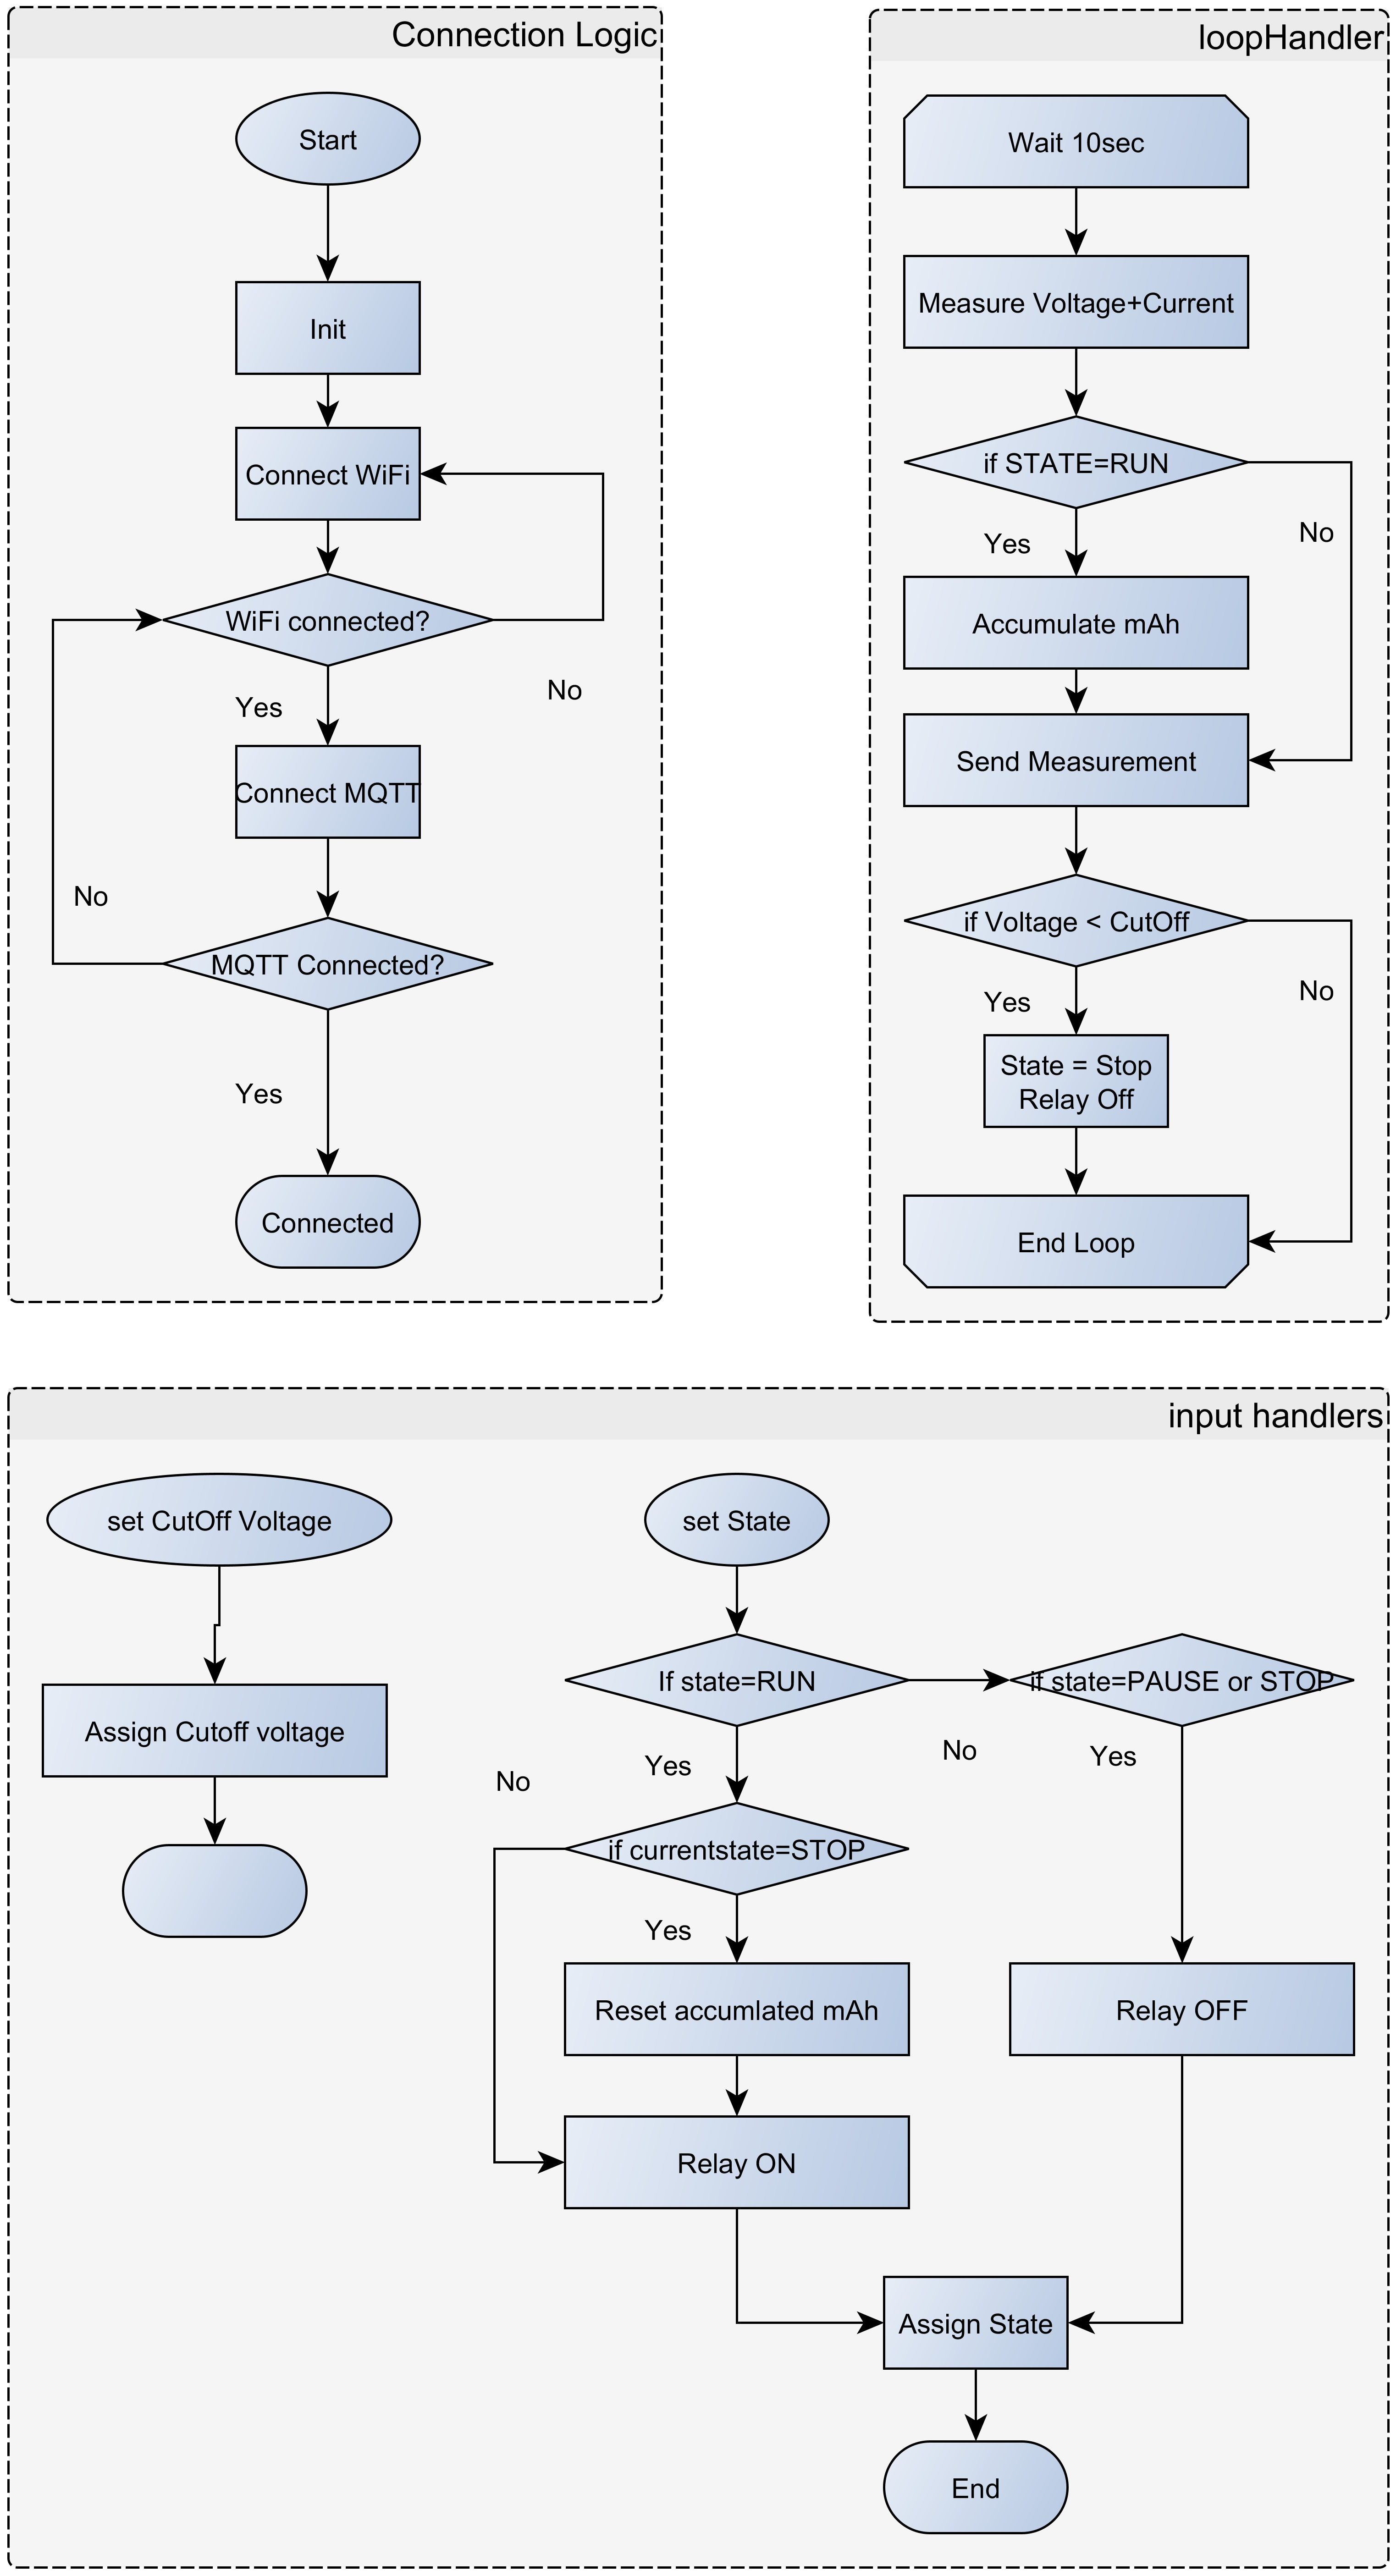 Connection Logic
Start
Init
Connect WiFi
WiFi connected?
No
Yes
Connect MQTT
No
MQTT Connected?
Yes
Connected
loopHandler
Wait 10sec
Measure Voltage+Current
if STATE=RUN
No
Yes
Accumulate mAh
Send Measurement
if Voltage < CutOff
No
Yes
State = Stop
Relay Off
End Loop
input handlers
set CutOff Voltage
Assign Cutoff voltage
set State
If state=RUN
if state=PAUSE or STOP
No
Yes
Yes
No
if currentstate=STOP
Yes
Reset accumlated mAh
Relay OFF
Relay ON
Assign State
End